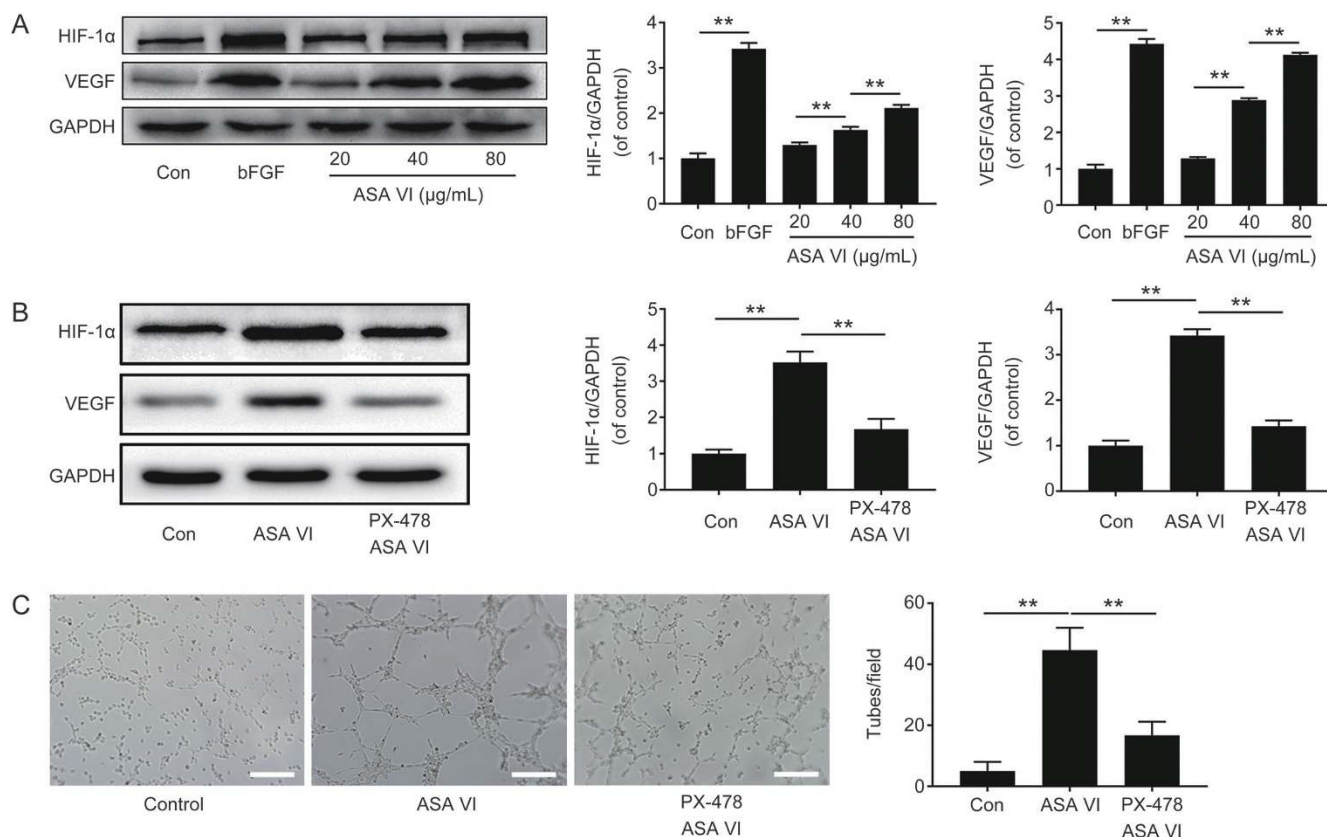 A
HIF-1α
VEGF
GAPDH
Con bFGF 20 40 80
ASA VI (µg/mL)
HIF-1α/GAPDH
(of control)
4
3
2
1
0
**
**
**
Con bFGF 20 40 80
ASA VI (µg/mL)
VEGF/GAPDH
(of control)
5
4
3
2
1
0
**
**
**
Con bFGF 20 40 80
ASA VI (µg/mL)
B
HIF-1α
VEGF
GAPDH
Con ASA VI PX-478
ASA VI
HIF-1α/GAPDH
(of control)
5
4
3
2
1
0
**
**
Con ASA VI PX-478
ASA VI
VEGF/GAPDH
(of control)
4
3
2
1
0
**
**
Con ASA VI PX-478
ASA VI
C
Control ASA VI PX-478
ASA VI
Tubes/field
60
40
20
0
**
**
Con ASA VI PX-478
ASA VI